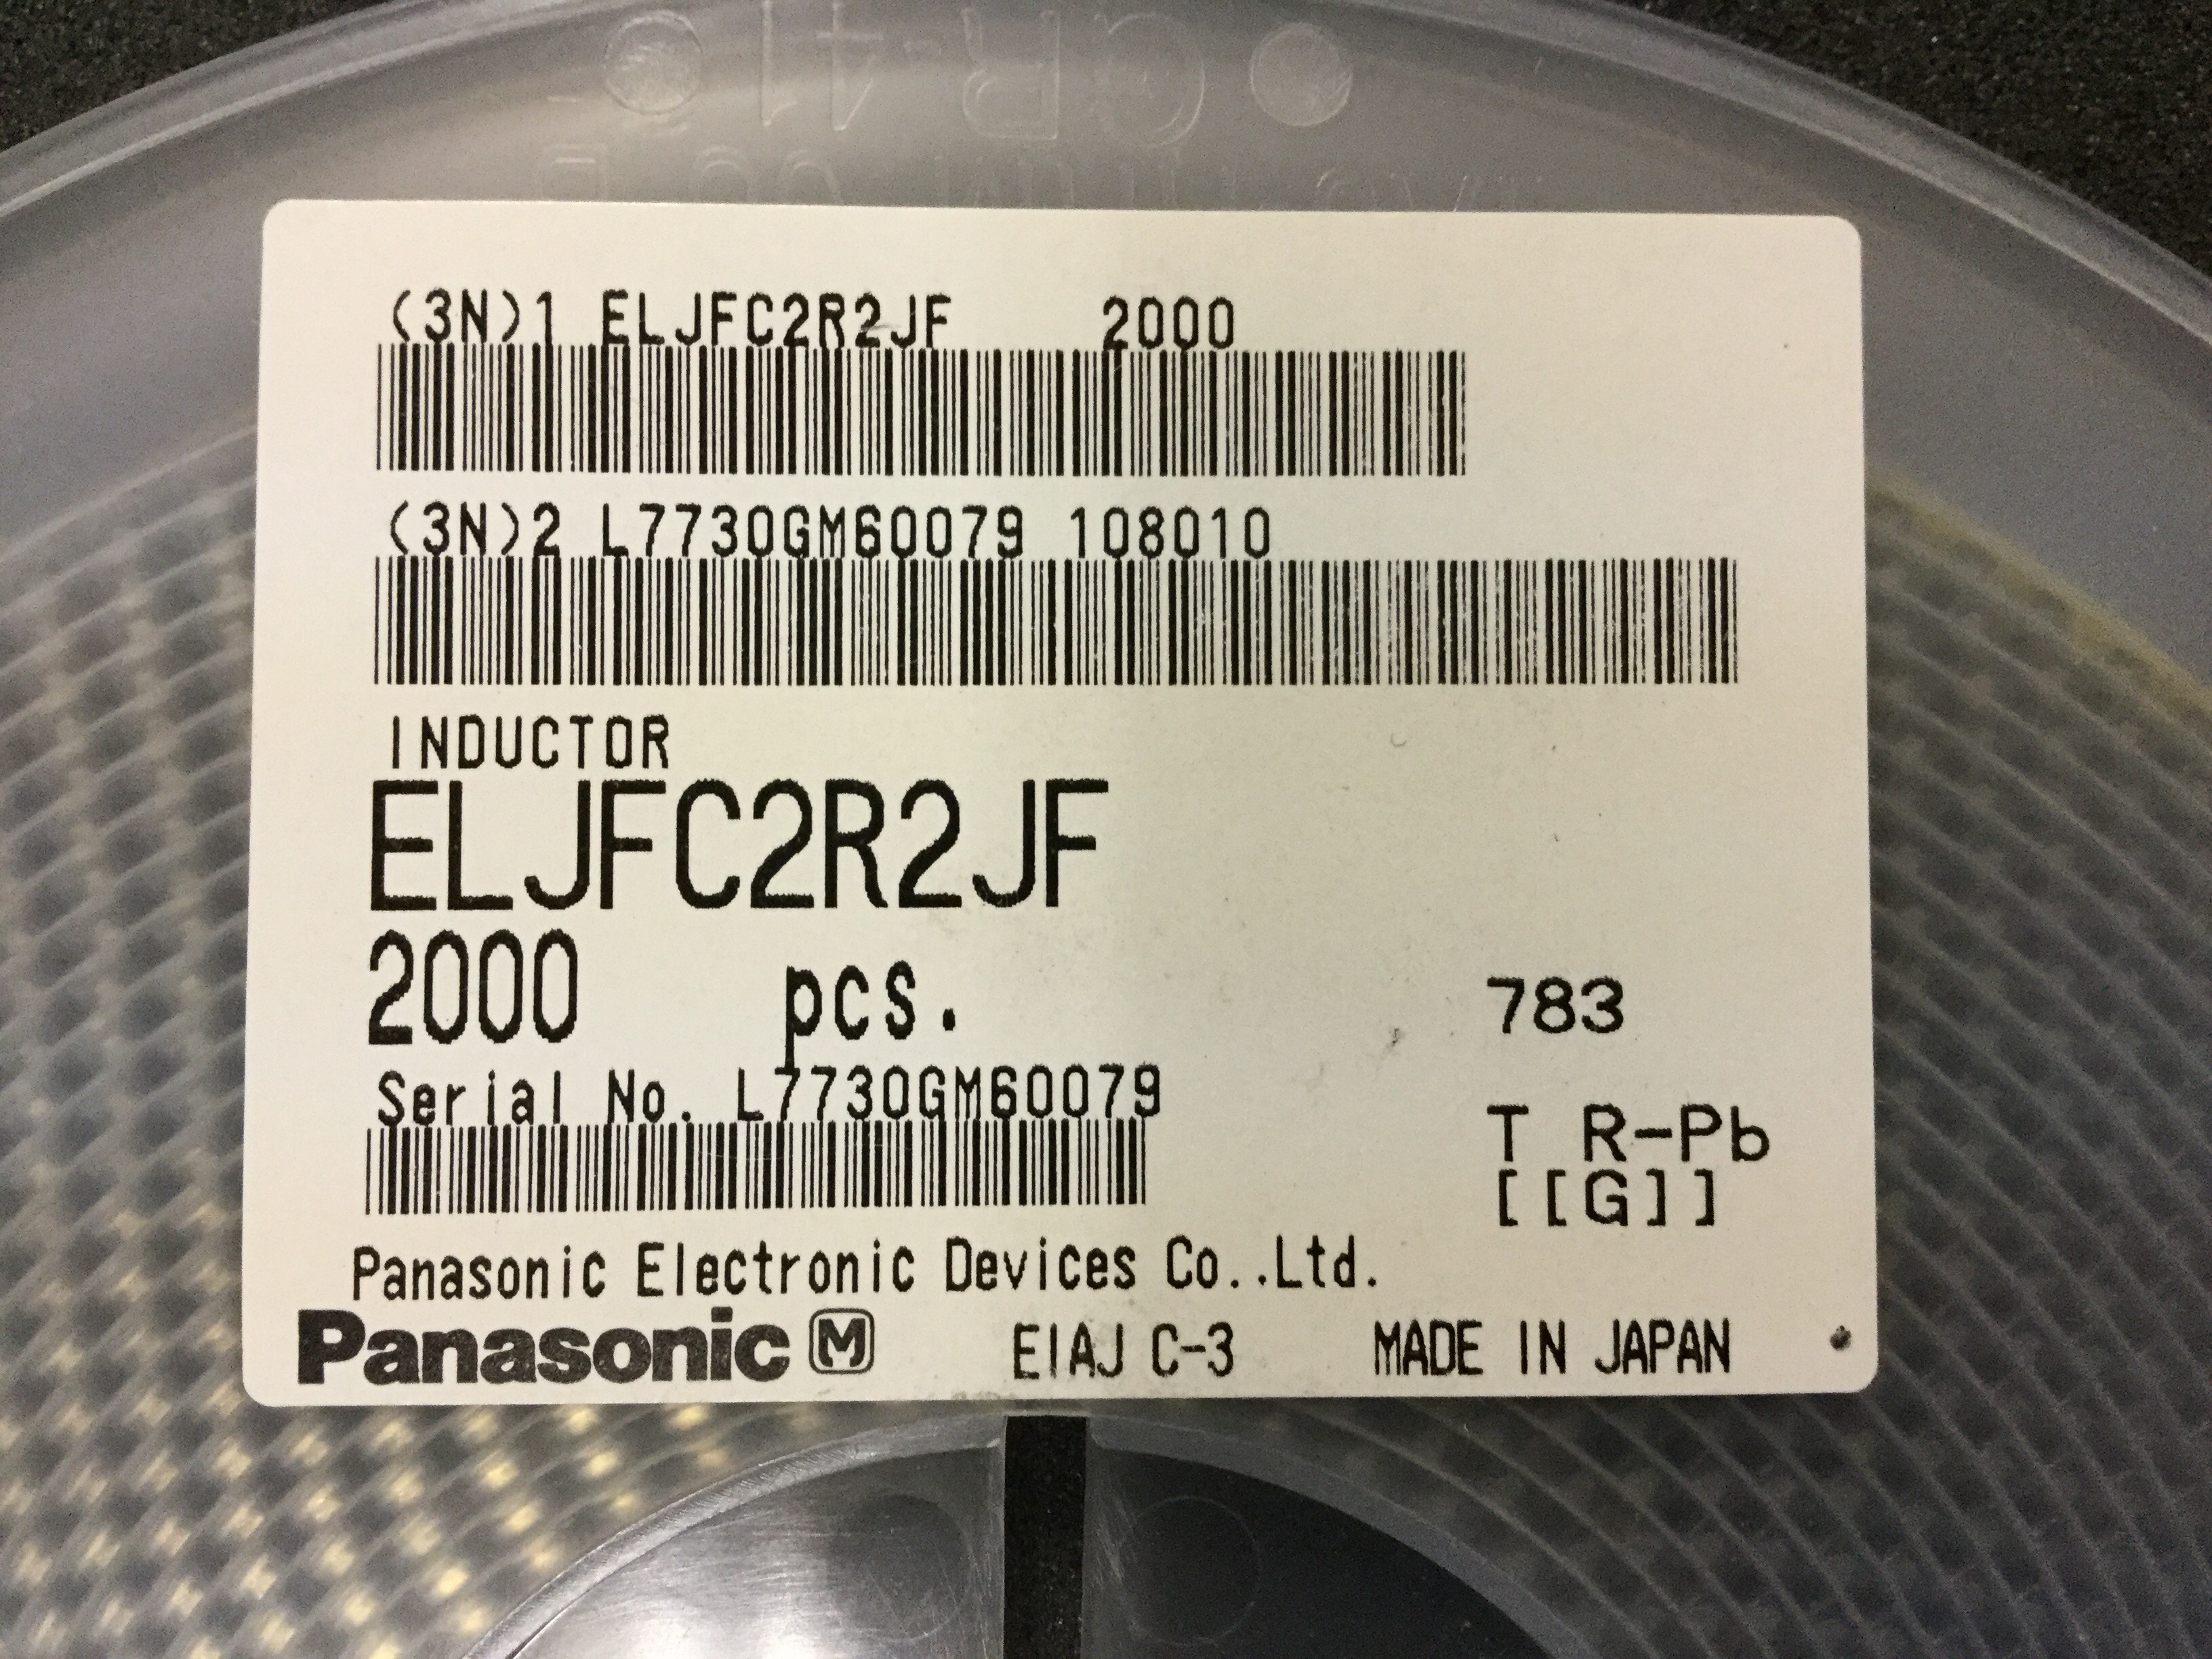 (3N)1 ELJFC2R2JF 2000
(3N)2 L7730GM60079 108010
INDUCTOR
ELJFC2R2JF
2000 pcs. 783
Serial No. L7730GM60079
T R-Pb
[[G]]
Panasonic Electronic Devices Co..Ltd.
Panasonic M EIAJ C-3 MADE IN JAPAN